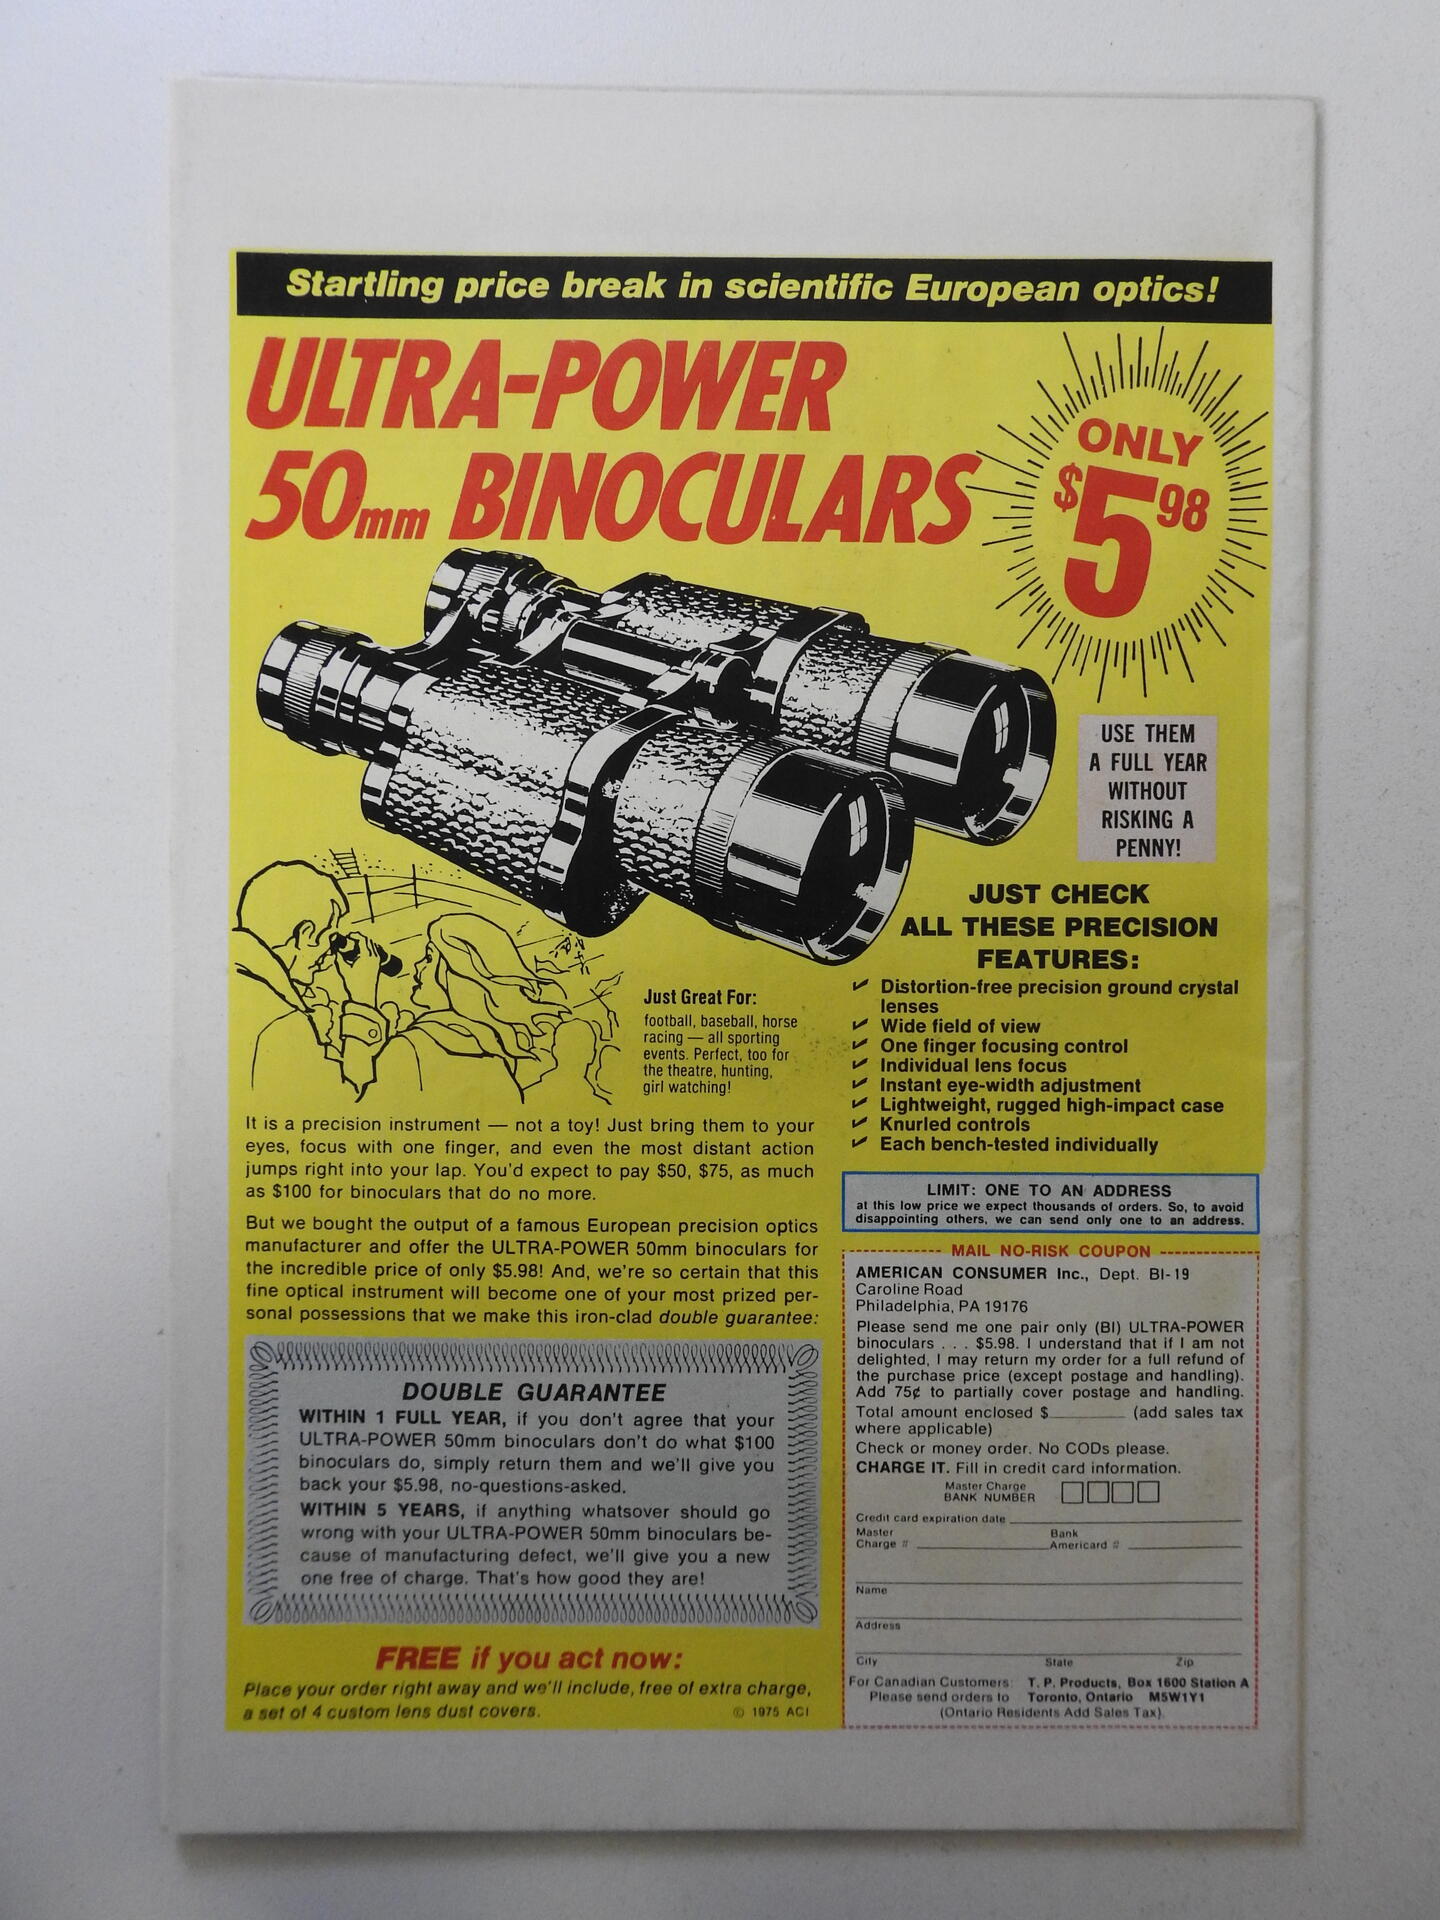 Startling price break in scientific European optics!
ULTRA-POWER
50mm BINOCULARS
ONLY
$5 98
USE THEM
A FULL YEAR
WITHOUT
RISKING A
PENNY!
JUST CHECK
ALL THESE PRECISION
FEATURES:
Distortion-free precision ground crystal
lenses
Wide field of view
One finger focusing control
Individual lens focus
Instant eye-width adjustment
Lightweight, rugged high-impact case
Knurled controls
Each bench-tested individually
Just Great For:
football, baseball, horse
racing — all sporting
events. Perfect, too for
the theatre, hunting,
girl watching!
It is a precision instrument — not a toy! Just bring them to your
eyes, focus with one finger, and even the most distant action
jumps right into your lap. You'd expect to pay $50, $75, as much
as $100 for binoculars that do no more.
But we bought the output of a famous European precision optics
manufacturer and offer the ULTRA-POWER 50mm binoculars for
the incredible price of only $5.98! And, we're so certain that this
fine optical instrument will become one of your most prized per-
sonal possessions that we make this iron-clad double guarantee:
DOUBLE GUARANTEE
WITHIN 1 FULL YEAR, if you don't agree that your
ULTRA-POWER 50mm binoculars don't do what $100
binoculars do, simply return them and we'll give you
back your $5.98, no-questions-asked.
WITHIN 5 YEARS, if anything whatsover should go
wrong with your ULTRA-POWER 50mm binoculars be-
cause of manufacturing defect, we'll give you a new
one free of charge. That's how good they are!
FREE if you act now:
Place your order right away and we'll include, free of extra charge,
a set of 4 custom lens dust covers.
© 1975 ACI
LIMIT: ONE TO AN ADDRESS
at this low price we expect thousands of orders. So, to avoid
disappointing others, we can send only one to an address.
MAIL NO-RISK COUPON
AMERICAN CONSUMER Inc., Dept. BI-19
Caroline Road
Philadelphia, PA 19176
Please send me one pair only (BI) ULTRA-POWER
binoculars . . . $5.98. I understand that if I am not
delighted, I may return my order for a full refund of
the purchase price (except postage and handling).
Add 75¢ to partially cover postage and handling.
Total amount enclosed $________ (add sales tax
where applicable)
Check or money order. No CODs please.
CHARGE IT. Fill in credit card information.
Master Charge
BANK NUMBER
Credit card expiration date
Master Bank
Charge # Americard #
Name
Address
City State Zip
For Canadian Customers: T. P. Products, Box 1600 Station A
Please send orders to Toronto, Ontario M5W1Y1
(Ontario Residents Add Sales Tax).